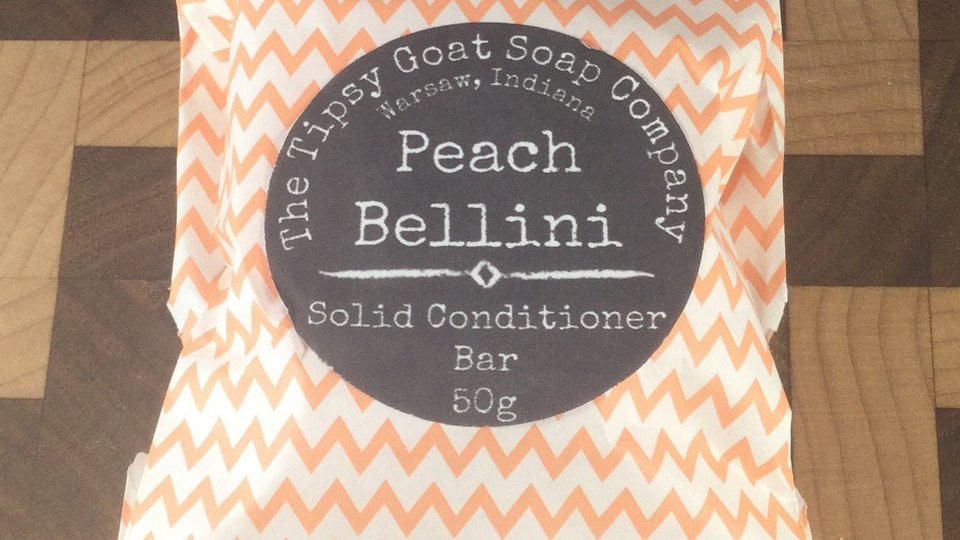 The Tipsy Goat Soap Company
Warsaw, Indiana
Peach
Bellini
Solid Conditioner
Bar
50g